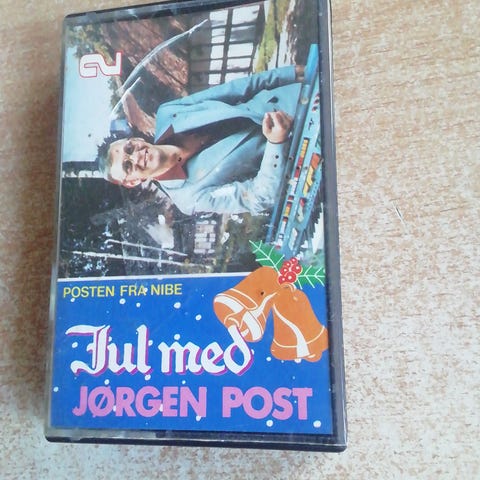 POSTEN FRA NIBE
Jul med
JØRGEN POST